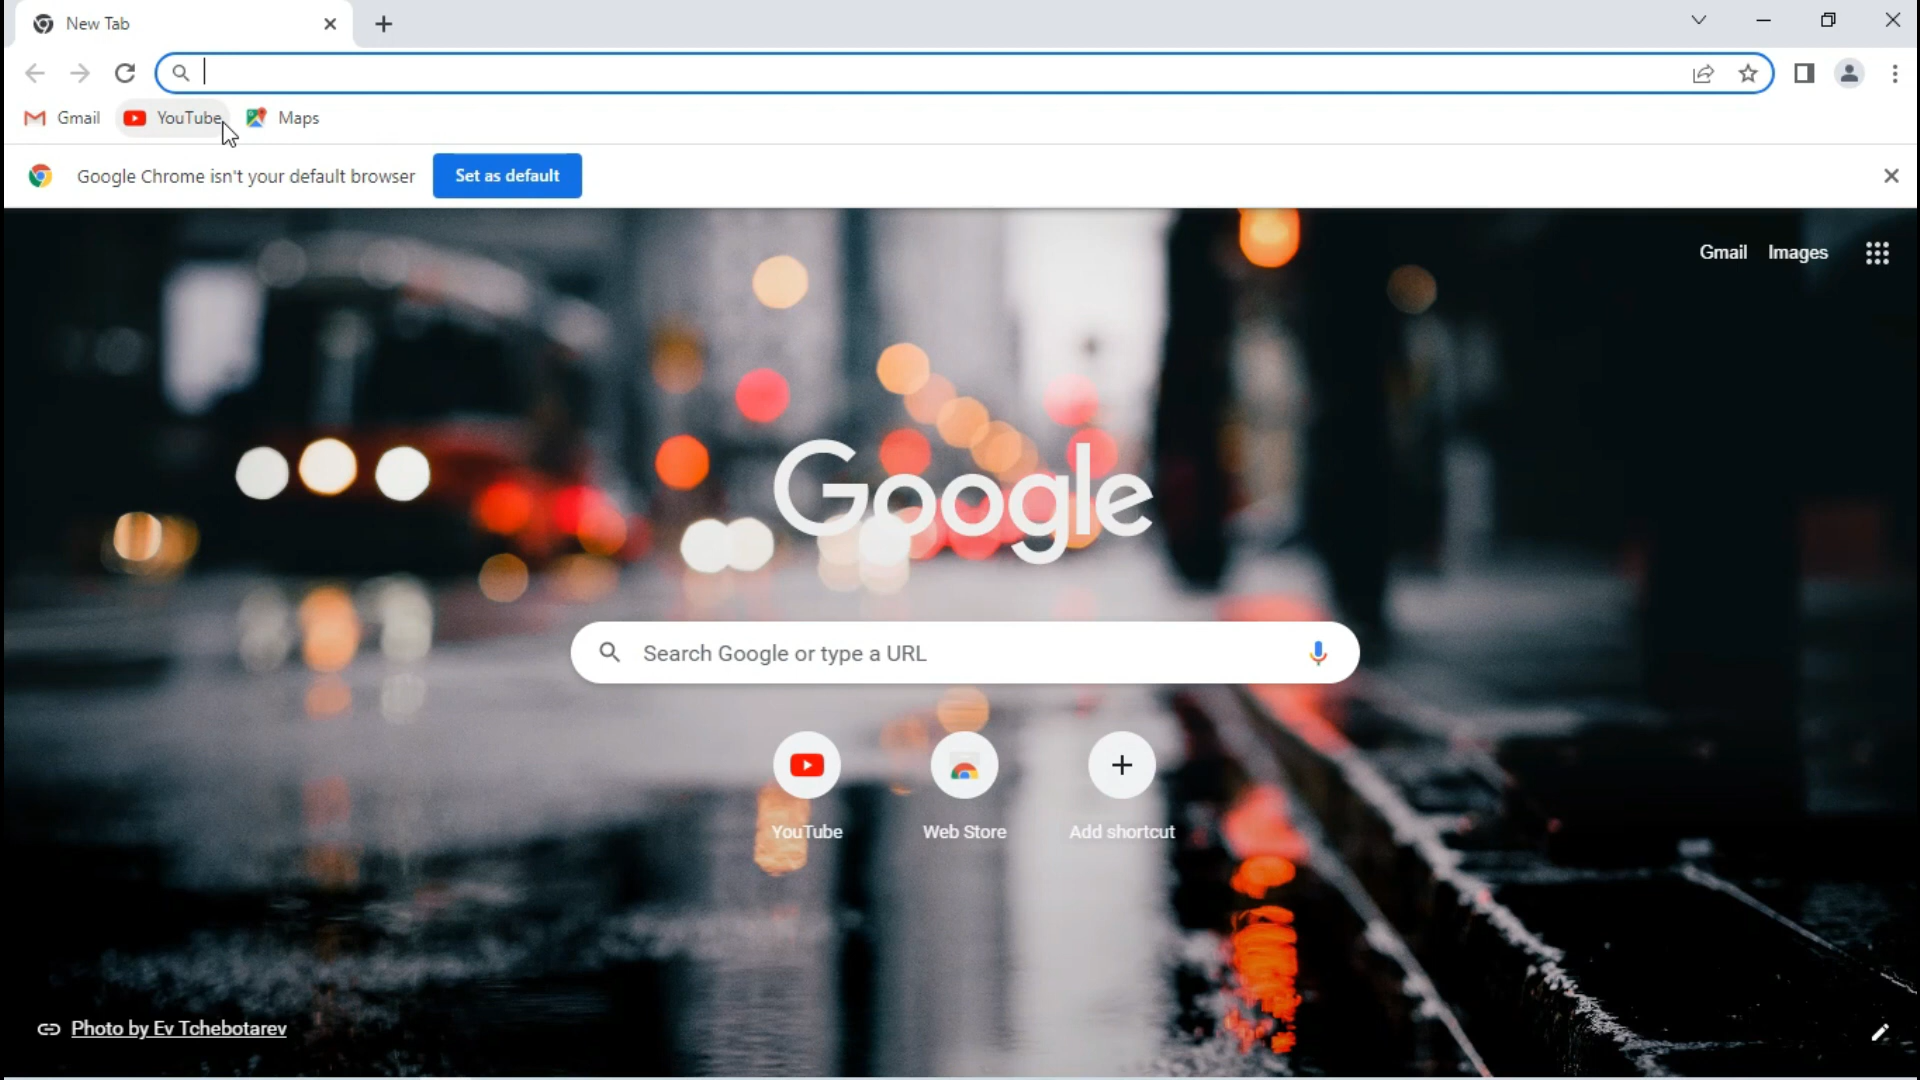 New Tab
Gmail
YouTube
Maps
Google Chrome isn't your default browser
Set as default
Gmail
Images
Google
Search Google or type a URL
YouTube
Web Store
Add shortcut
Photo by Ev Tchebotarev